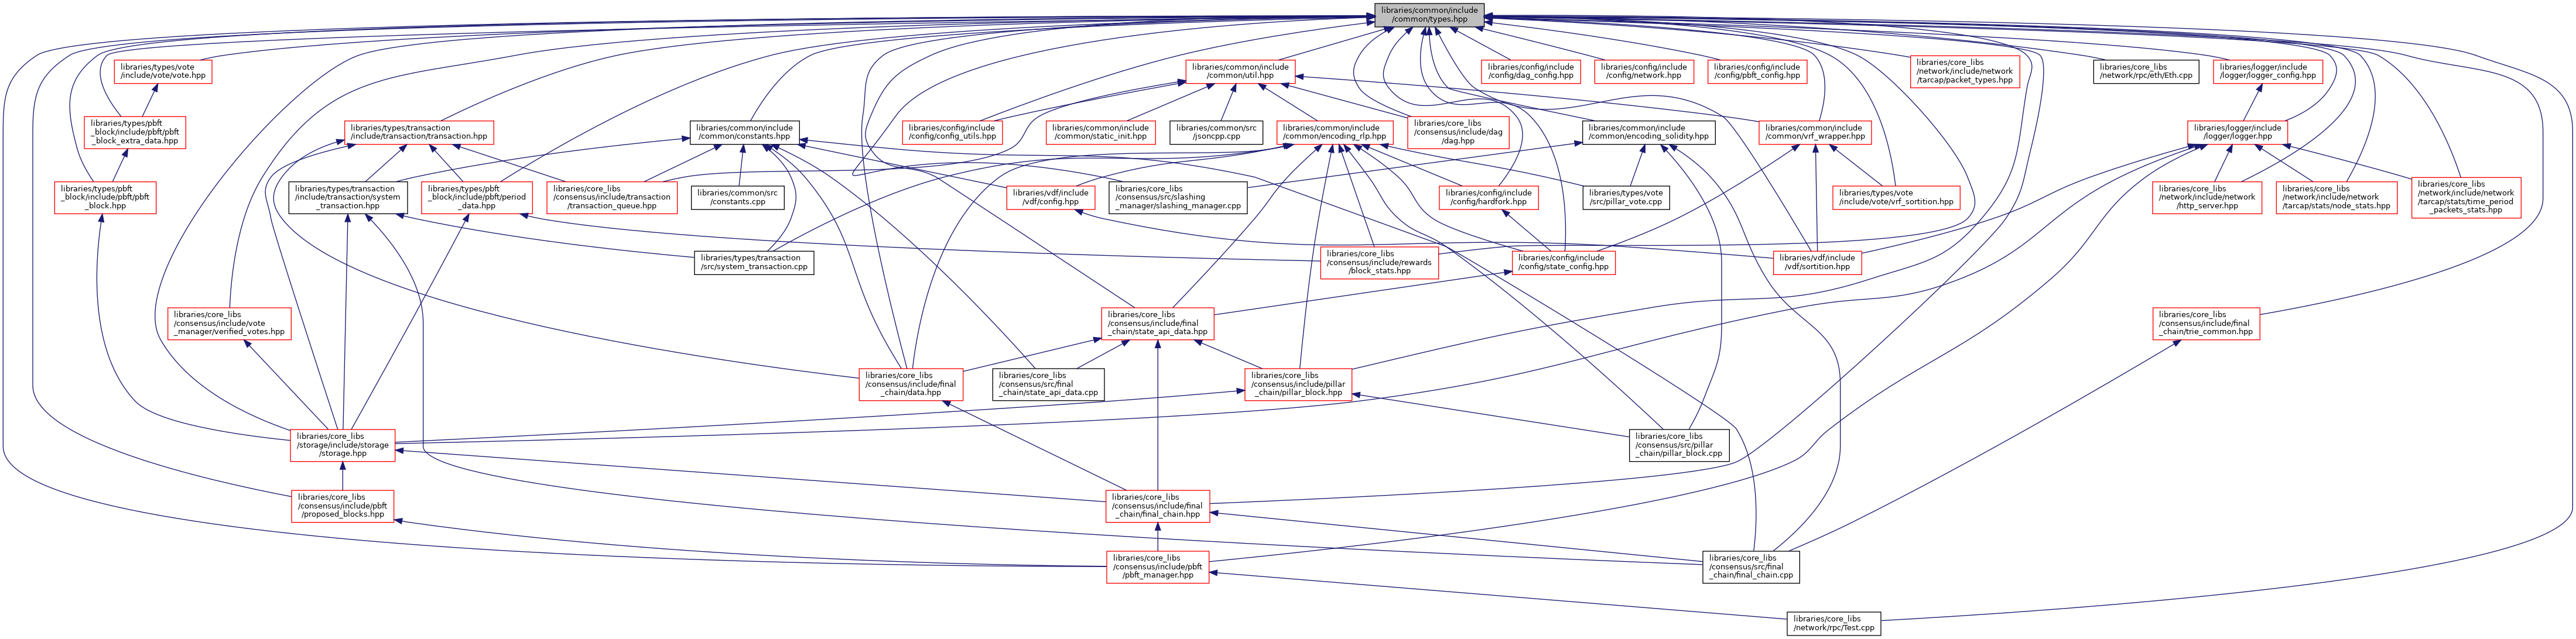 libraries/common/include
/common/types.hpp
libraries/types/vote
/include/vote/vote.hpp
libraries/common/include
/common/util.hpp
libraries/config/include
/config/dag_config.hpp
libraries/config/include
/config/network.hpp
libraries/config/include
/config/pbft_config.hpp
libraries/core_libs
/network/include/network
/tarcap/packet_types.hpp
libraries/core_libs
/network/rpc/eth/Eth.cpp
libraries/logger/include
/logger/logger_config.hpp
libraries/types/pbft
_block/include/pbft/pbft
_block_extra_data.hpp
libraries/types/transaction
/include/transaction/transaction.hpp
libraries/common/include
/common/constants.hpp
libraries/config/include
/config/config_utils.hpp
libraries/common/include
/common/static_init.hpp
libraries/common/src
/jsoncpp.cpp
libraries/common/include
/common/encoding_rlp.hpp
libraries/core_libs
/consensus/include/dag
/dag.hpp
libraries/common/include
/common/encoding_solidity.hpp
libraries/common/include
/common/vrf_wrapper.hpp
libraries/logger/include
/logger/logger.hpp
libraries/types/pbft
_block/include/pbft/pbft
_block.hpp
libraries/types/transaction
/include/transaction/system
_transaction.hpp
libraries/types/pbft
_block/include/pbft/period
_data.hpp
libraries/core_libs
/consensus/include/transaction
/transaction_queue.hpp
libraries/common/src
/constants.cpp
libraries/vdf/include
/vdf/config.hpp
libraries/core_libs
/consensus/src/slashing
_manager/slashing_manager.cpp
libraries/config/include
/config/hardfork.hpp
libraries/types/vote
/src/pillar_vote.cpp
libraries/types/vote
/include/vote/vrf_sortition.hpp
libraries/core_libs
/network/include/network
/http_server.hpp
libraries/core_libs
/network/include/network
/tarcap/stats/node_stats.hpp
libraries/core_libs
/network/include/network
/tarcap/stats/time_period
_packets_stats.hpp
libraries/types/transaction
/src/system_transaction.cpp
libraries/core_libs
/consensus/include/rewards
/block_stats.hpp
libraries/config/include
/config/state_config.hpp
libraries/vdf/include
/vdf/sortition.hpp
libraries/core_libs
/consensus/include/vote
_manager/verified_votes.hpp
libraries/core_libs
/consensus/include/final
_chain/state_api_data.hpp
libraries/core_libs
/consensus/include/final
_chain/trie_common.hpp
libraries/core_libs
/consensus/include/final
_chain/data.hpp
libraries/core_libs
/consensus/src/final
_chain/state_api_data.cpp
libraries/core_libs
/consensus/include/pillar
_chain/pillar_block.hpp
libraries/core_libs
/storage/include/storage
/storage.hpp
libraries/core_libs
/consensus/src/pillar
_chain/pillar_block.cpp
libraries/core_libs
/consensus/include/pbft
/proposed_blocks.hpp
libraries/core_libs
/consensus/include/final
_chain/final_chain.hpp
libraries/core_libs
/consensus/include/pbft
/pbft_manager.hpp
libraries/core_libs
/consensus/src/final
_chain/final_chain.cpp
libraries/core_libs
/network/rpc/Test.cpp